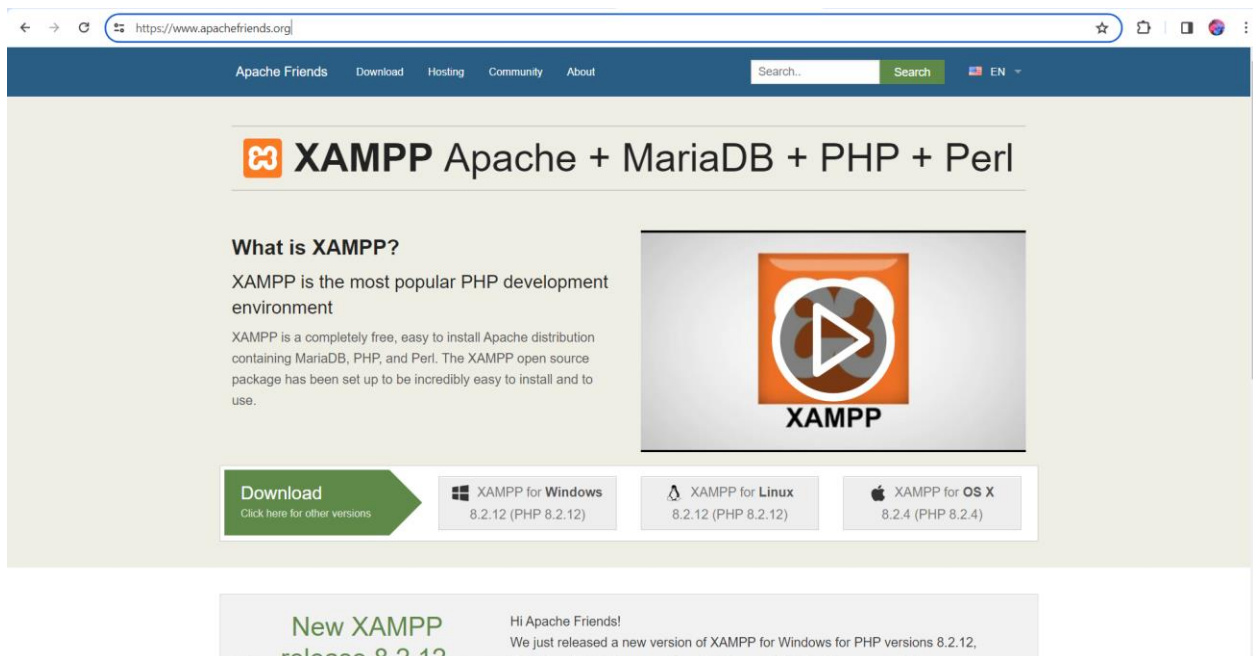 https://www.apachefriends.org
Apache Friends Download Hosting Community About Search.. Search EN
XAMPP Apache + MariaDB + PHP + Perl
What is XAMPP?
XAMPP is the most popular PHP development
environment
XAMPP is a completely free, easy to install Apache distribution
containing MariaDB, PHP, and Perl. The XAMPP open source
package has been set up to be incredibly easy to install and to
use.
XAMPP
Download
Click here for other versions
XAMPP for Windows
8.2.12 (PHP 8.2.12)
XAMPP for Linux
8.2.12 (PHP 8.2.12)
XAMPP for OS X
8.2.4 (PHP 8.2.4)
New XAMPP
release 8.2.12
Hi Apache Friends!
We just released a new version of XAMPP for Windows for PHP versions 8.2.12,